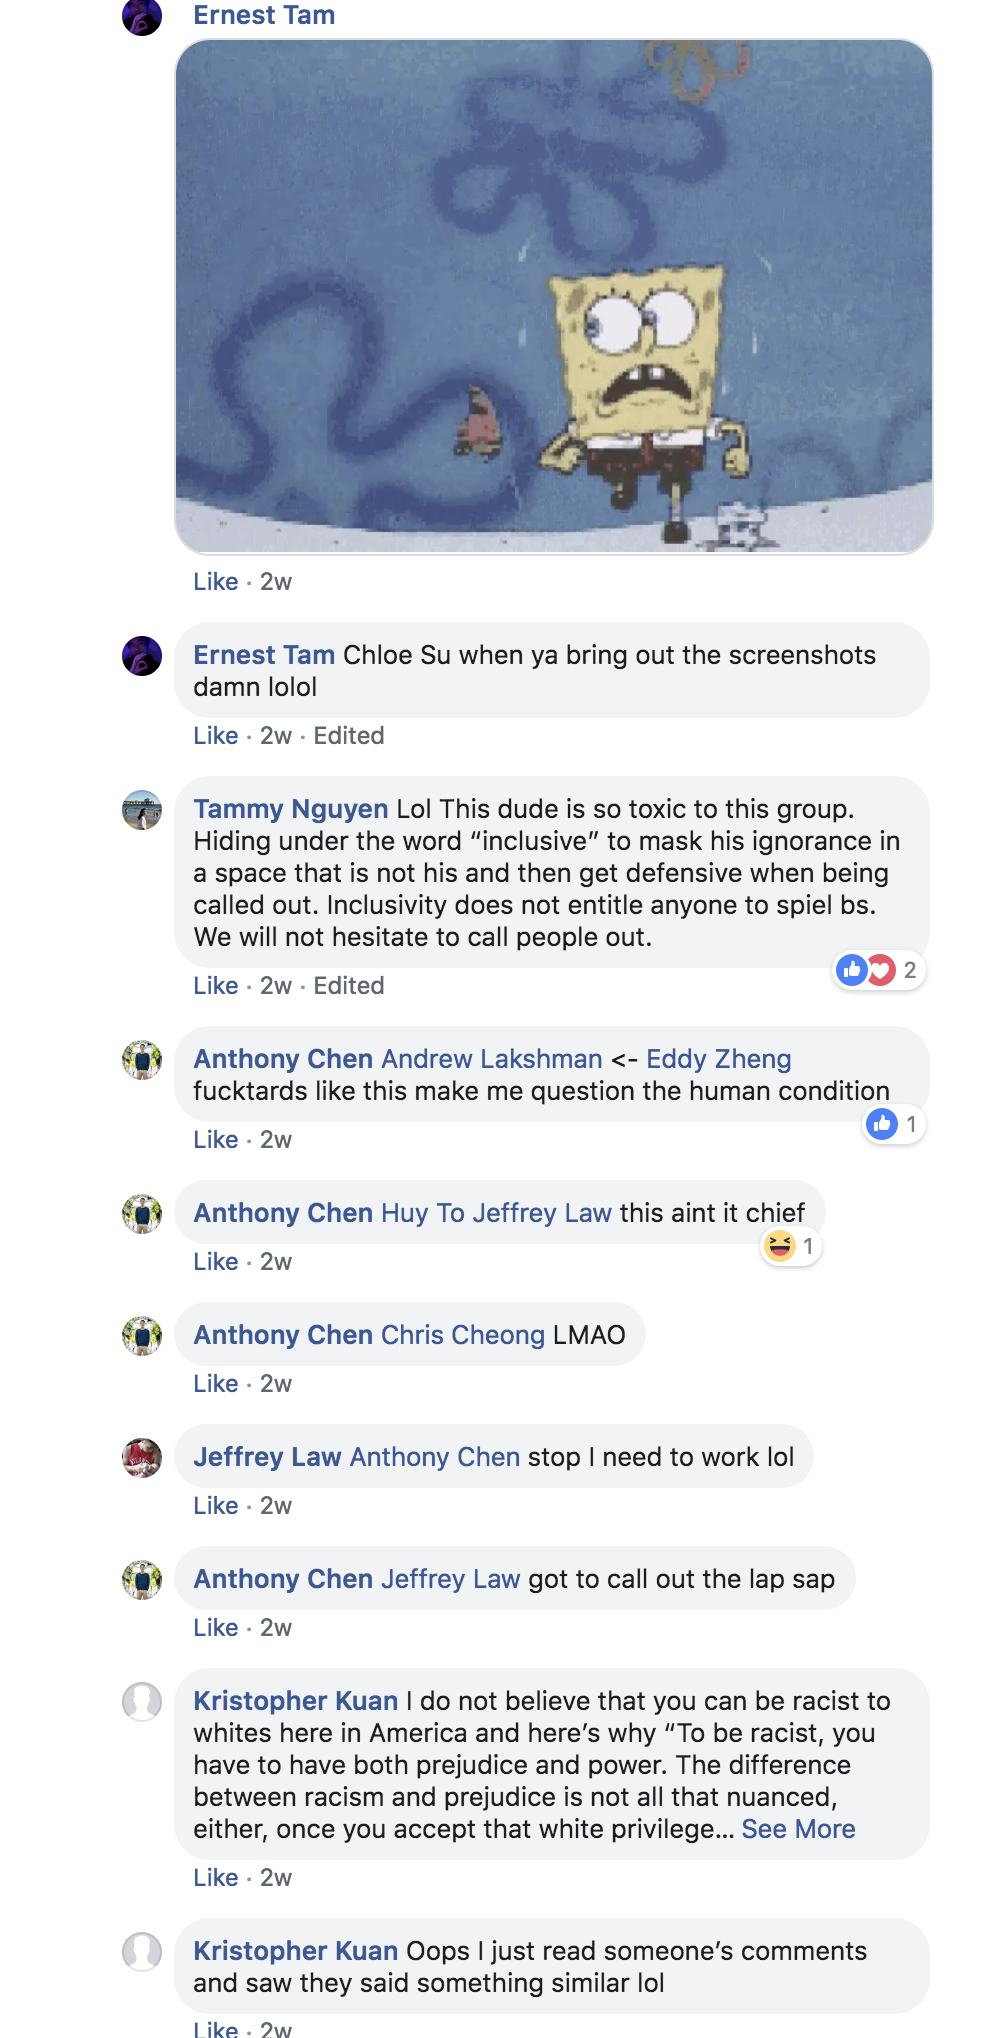 Ernest Tam
Like · 2w
Ernest Tam Chloe Su when ya bring out the screenshots
damn lolol
Like · 2w · Edited
Tammy Nguyen Lol This dude is so toxic to this group.
Hiding under the word “inclusive” to mask his ignorance in
a space that is not his and then get defensive when being
called out. Inclusivity does not entitle anyone to spiel bs.
We will not hesitate to call people out.
2
Like · 2w · Edited
Anthony Chen Andrew Lakshman <- Eddy Zheng
fucktards like this make me question the human condition
1
Like · 2w
Anthony Chen Huy To Jeffrey Law this aint it chief
1
Like · 2w
Anthony Chen Chris Cheong LMAO
Like · 2w
Jeffrey Law Anthony Chen stop I need to work lol
Like · 2w
Anthony Chen Jeffrey Law got to call out the lap sap
Like · 2w
Kristopher Kuan I do not believe that you can be racist to
whites here in America and here’s why “To be racist, you
have to have both prejudice and power. The difference
between racism and prejudice is not all that nuanced,
either, once you accept that white privilege... See More
Like · 2w
Kristopher Kuan Oops I just read someone’s comments
and saw they said something similar lol
Like · 2w